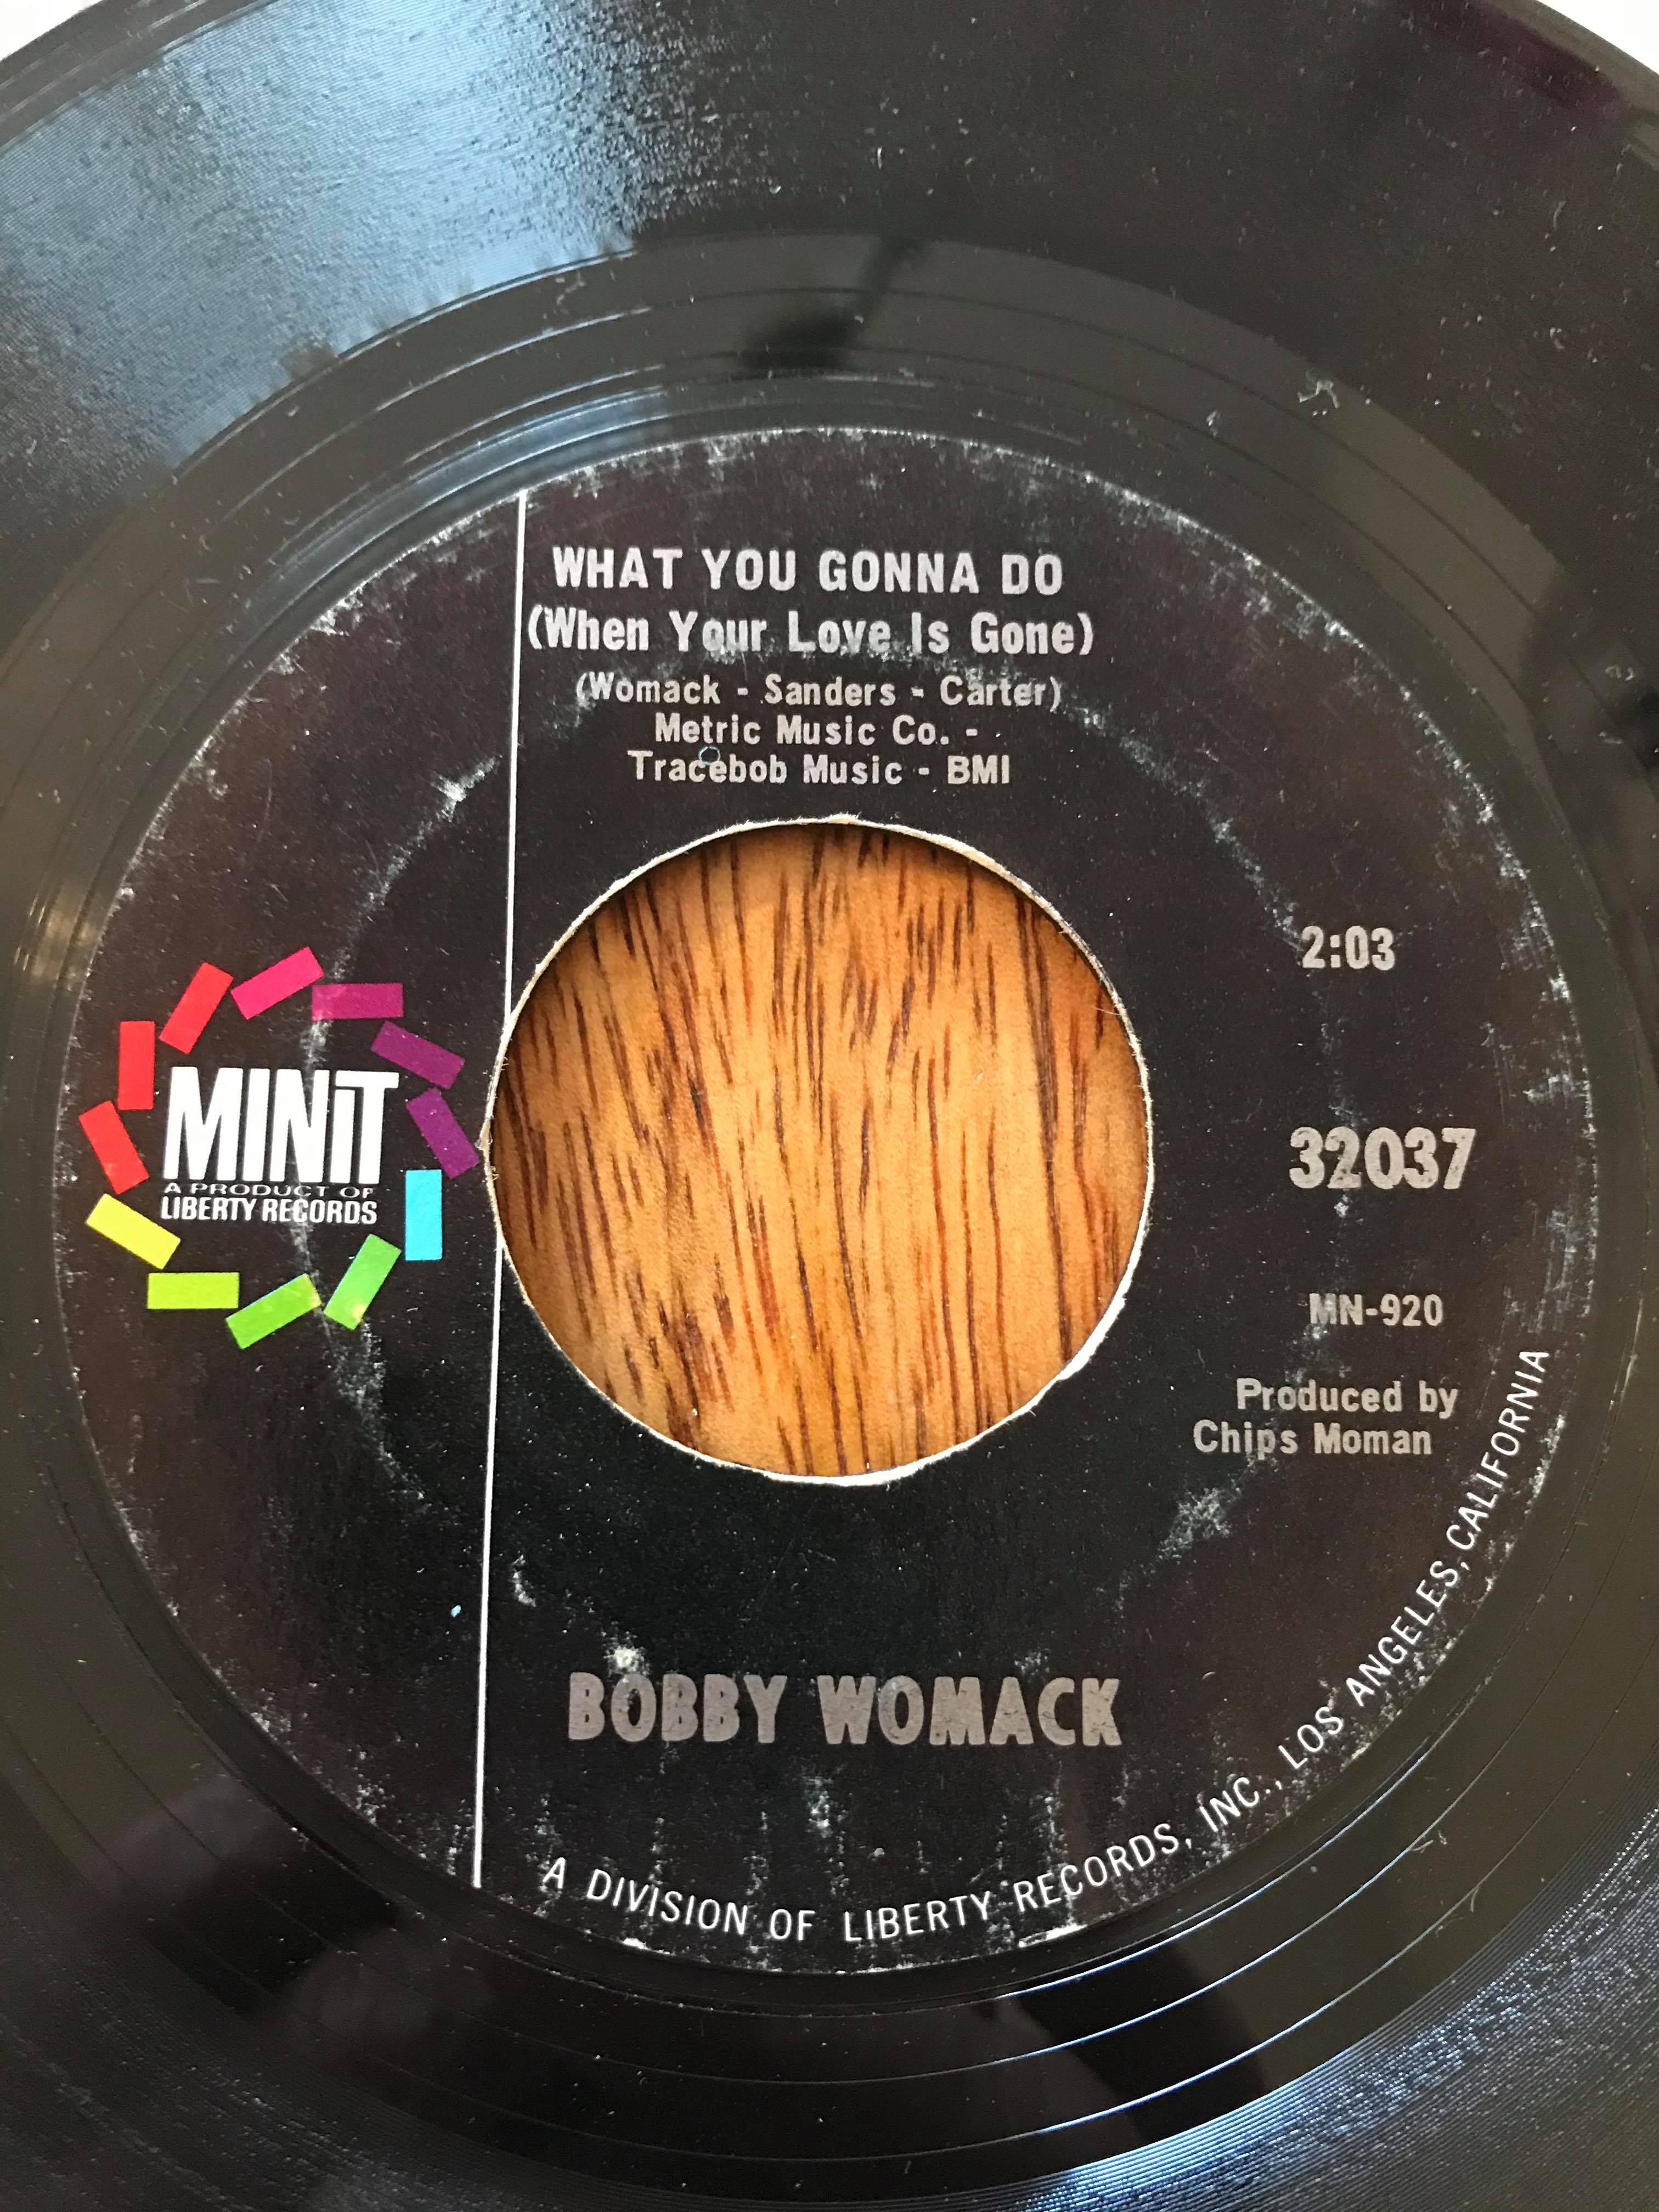 WHAT YOU GONNA DO
(When Your Love Is Gone)
(Womack - Sanders - Carter)
Metric Music Co. -
Tracebob Music - BMI
2:03
MINIT
A PRODUCT OF
LIBERTY RECORDS
32037
MN-920
Produced by
Chips Moman
BOBBY WOMACK
A DIVISION OF LIBERTY RECORDS, INC., LOS ANGELES, CALIFORNIA